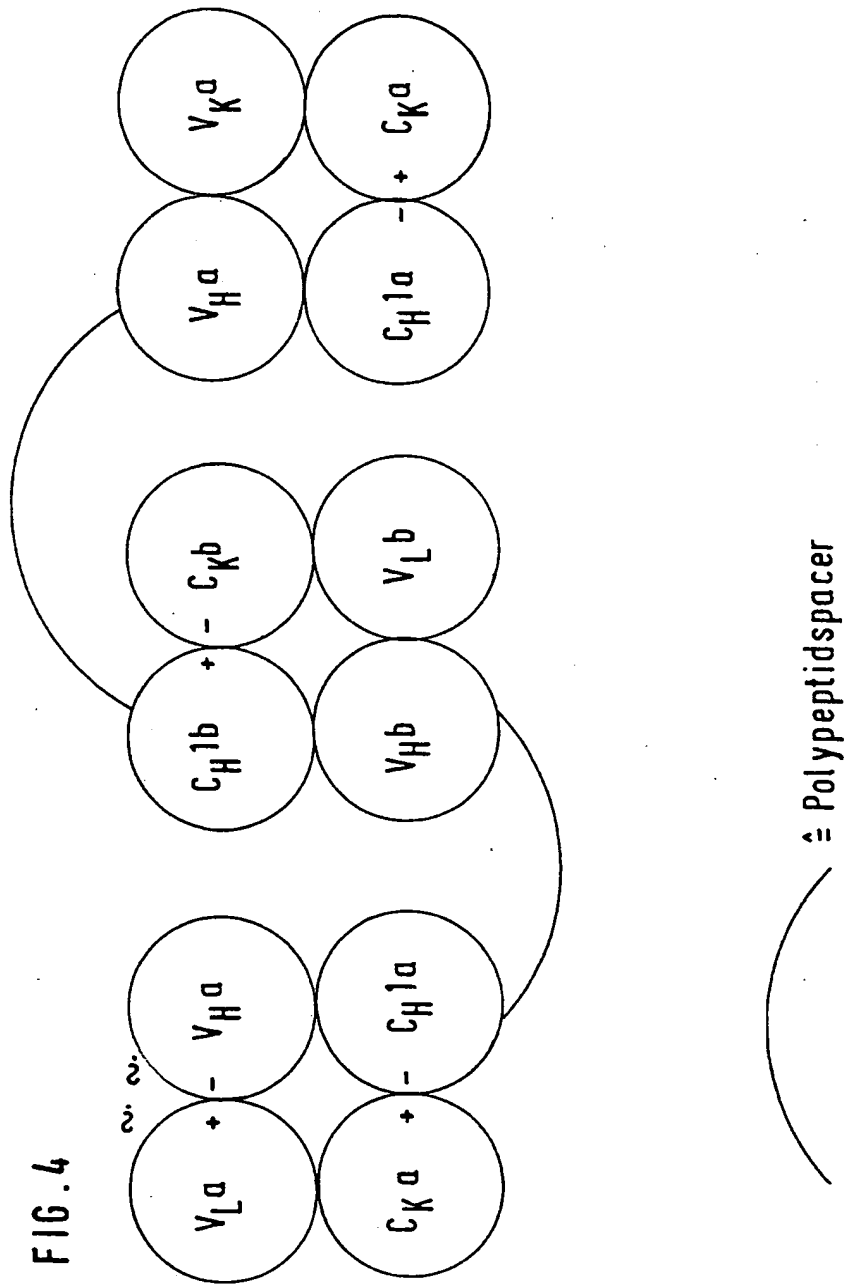 FIG.4
? ?
V_L a + - V_H a C_H 1b + - C_K b V_H a V_K a
C_K a + - C_H 1a V_H b V_L b C_H 1a - + C_K a
≙ Polypeptidspacer